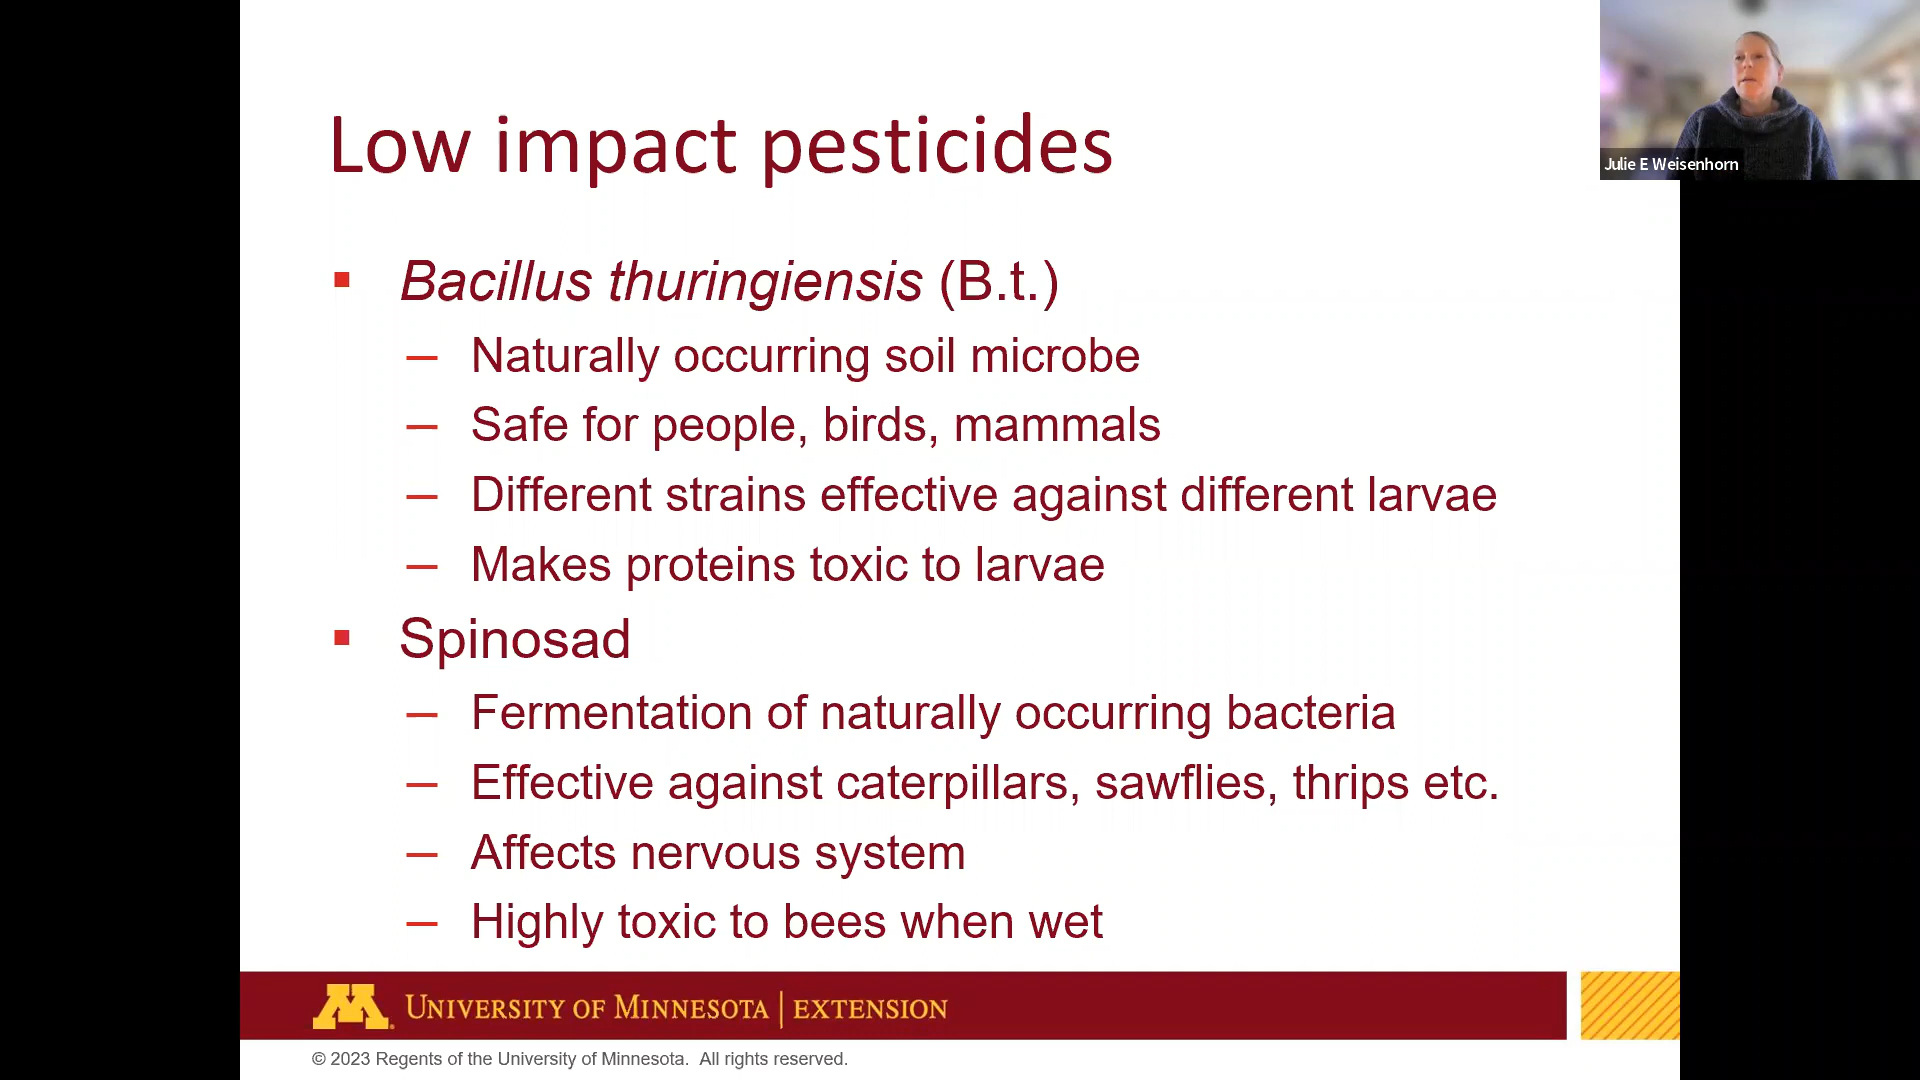 Low impact pesticides
▪ Bacillus thuringiensis (B.t.)
– Naturally occurring soil microbe
– Safe for people, birds, mammals
– Different strains effective against different larvae
– Makes proteins toxic to larvae
▪ Spinosad
– Fermentation of naturally occurring bacteria
– Effective against caterpillars, sawflies, thrips etc.
– Affects nervous system
– Highly toxic to bees when wet
M. UNIVERSITY OF MINNESOTA | EXTENSION
© 2023 Regents of the University of Minnesota. All rights reserved.
Julie E Weisenhorn